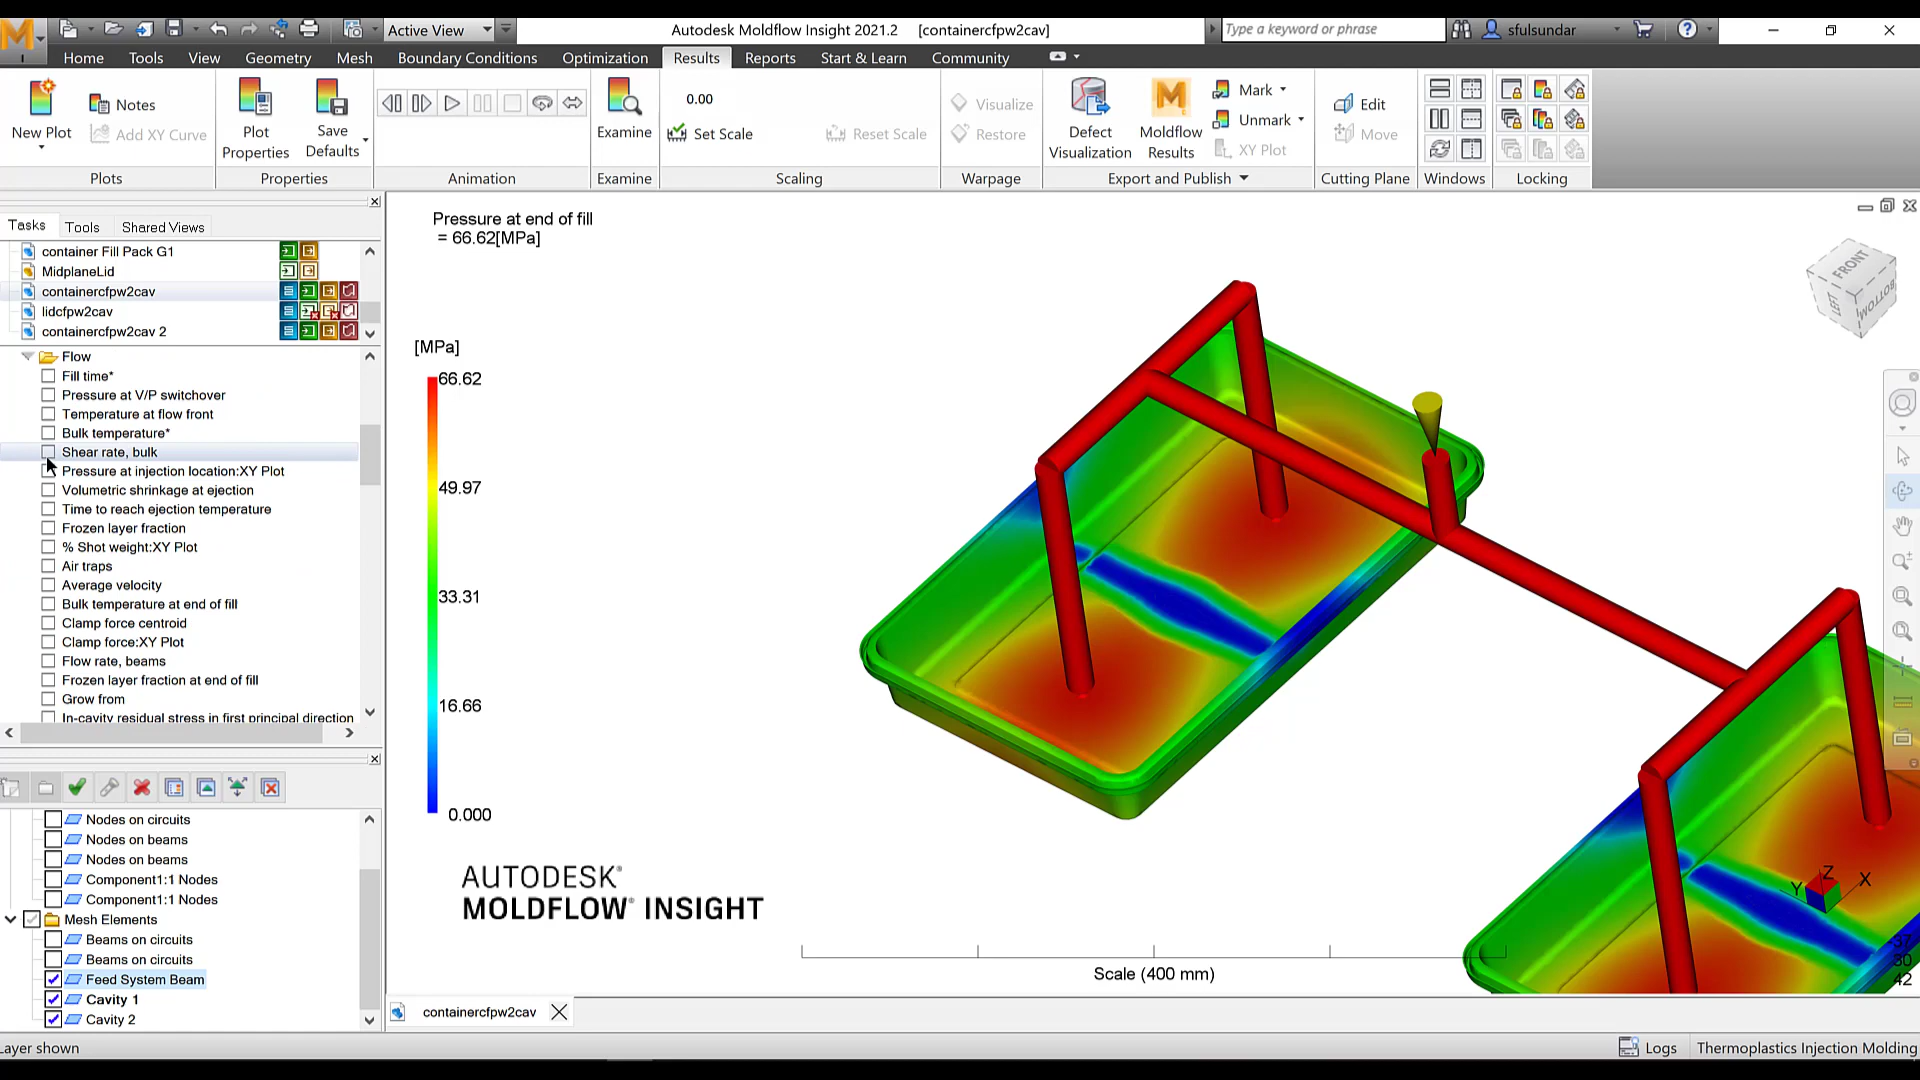 Active View
Autodesk Moldflow Insight 2021.2 [containercfpw2cav]
Type a keyword or phrase
sfulsundar
Home
Tools
View
Geometry
Mesh
Boundary Conditions
Optimization
Results
Reports
Start & Learn
Community
New Plot
Notes
Add XY Curve
Plot Properties
Save Defaults
Examine
0.00
Set Scale
Reset Scale
Visualize
Restore
Defect Visualization
Moldflow Results
Mark
Unmark
XY Plot
Edit
Move
Plots
Properties
Animation
Examine
Scaling
Warpage
Export and Publish
Cutting Plane
Windows
Locking
Tasks
Tools
Shared Views
container Fill Pack G1
MidplaneLid
containercfpw2cav
lidcfpw2cav
containercfpw2cav 2
Flow
Fill time*
Pressure at V/P switchover
Temperature at flow front
Bulk temperature*
Shear rate, bulk
Pressure at injection location:XY Plot
Volumetric shrinkage at ejection
Time to reach ejection temperature
Frozen layer fraction
% Shot weight:XY Plot
Air traps
Average velocity
Bulk temperature at end of fill
Clamp force centroid
Clamp force:XY Plot
Flow rate, beams
Frozen layer fraction at end of fill
Grow from
In-cavity residual stress in first principal direction
Nodes on circuits
Nodes on beams
Nodes on beams
Component1:1 Nodes
Component1:1 Nodes
Mesh Elements
Beams on circuits
Beams on circuits
Feed System Beam
Cavity 1
Cavity 2
Pressure at end of fill
= 66.62[MPa]
[MPa]
66.62
49.97
33.31
16.66
0.000
AUTODESK®
MOLDFLOW® INSIGHT
Scale (400 mm)
FRONT
LEFT
BOTTOM
Z
Y
X
-37
30
42
containercfpw2cav
Layer shown
Logs
Thermoplastics Injection Molding